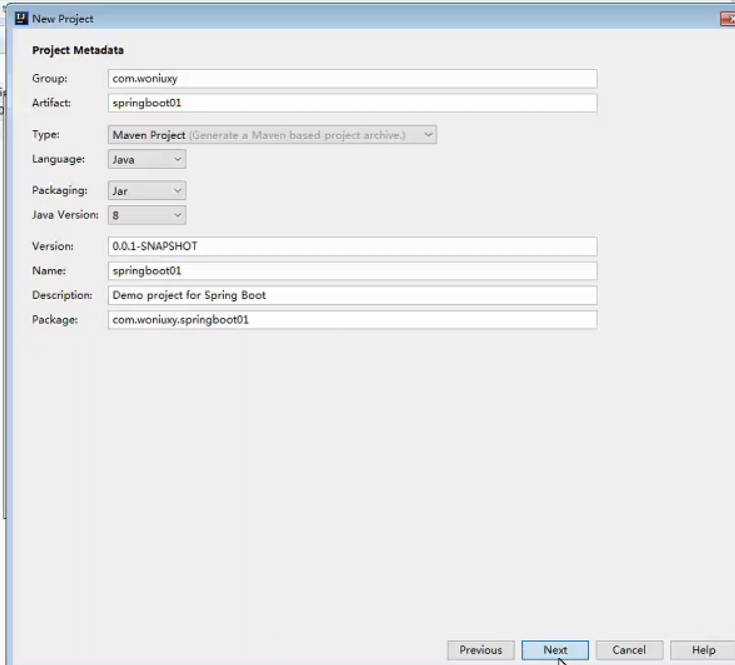 New Project
Project Metadata
Group: com.woniuxy
Artifact: springboot01
Type: Maven Project (Generate a Maven based project archive.)
Language: Java
Packaging: Jar
Java Version: 8
Version: 0.0.1-SNAPSHOT
Name: springboot01
Description: Demo project for Spring Boot
Package: com.woniuxy.springboot01
Previous Next Cancel Help